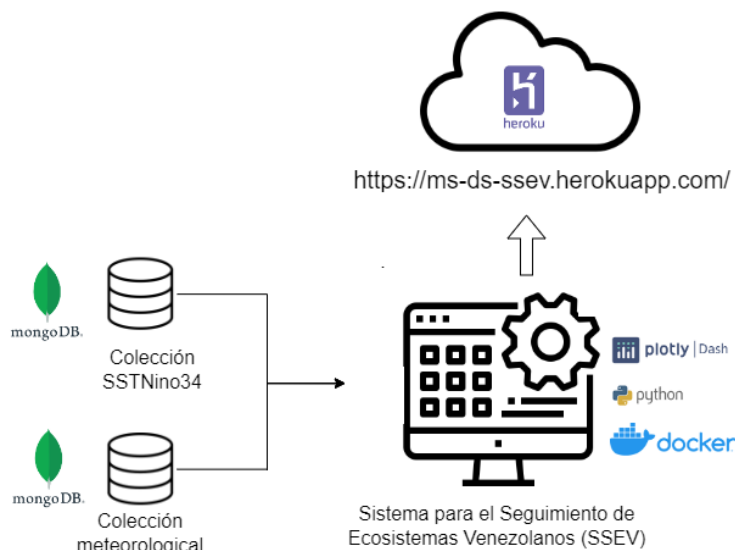 heroku
https://ms-ds-ssev.herokuapp.com/
mongoDB.
Colección
SSTNino34
plotly | Dash
python
docker
mongoDB.
Colección
meteorological
Sistema para el Seguimiento de
Ecosistemas Venezolanos (SSEV)